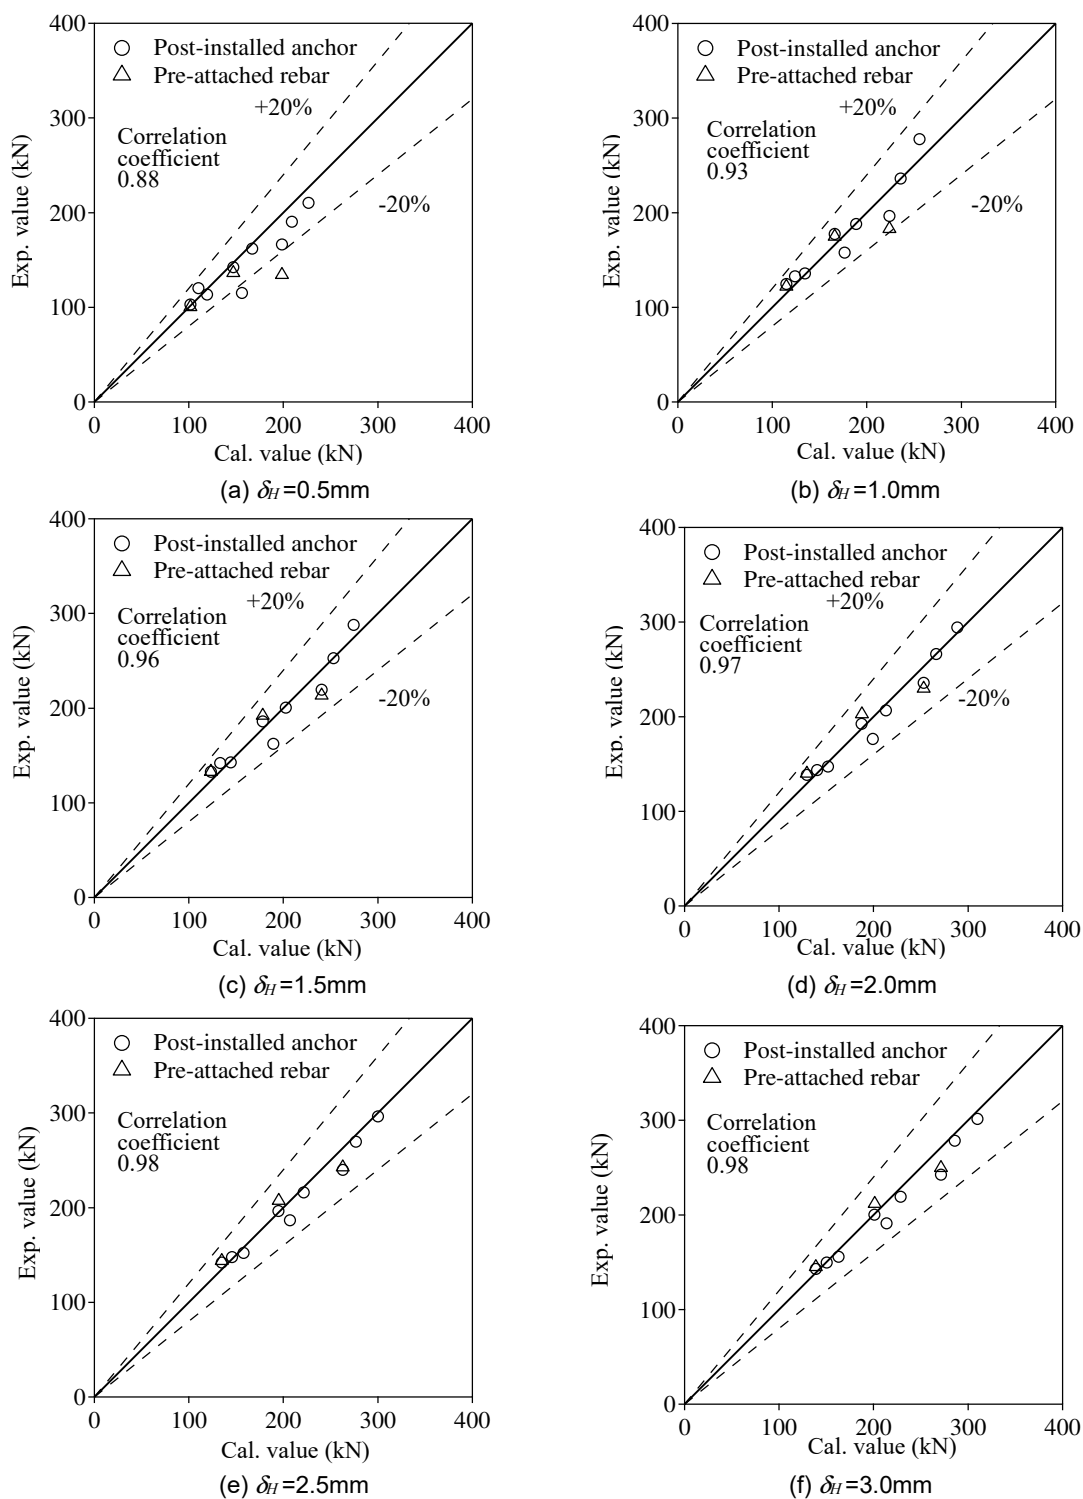 400
300
200
100
0
Exp. value (kN)
Post-installed anchor
Pre-attached rebar
+20%
Correlation
coefficient
0.88
-20%
0 100 200 300 400
Cal. value (kN)
(a) δH=0.5mm
400
300
200
100
0
Exp. value (kN)
Post-installed anchor
Pre-attached rebar
+20%
Correlation
coefficient
0.93
-20%
0 100 200 300 400
Cal. value (kN)
(b) δH=1.0mm
400
300
200
100
0
Exp. value (kN)
Post-installed anchor
Pre-attached rebar
+20%
Correlation
coefficient
0.96
-20%
0 100 200 300 400
Cal. value (kN)
(c) δH=1.5mm
400
300
200
100
0
Exp. value (kN)
Post-installed anchor
Pre-attached rebar
+20%
Correlation
coefficient
0.97
-20%
0 100 200 300 400
Cal. value (kN)
(d) δH=2.0mm
400
300
200
100
0
Exp. value (kN)
Post-installed anchor
Pre-attached rebar
Correlation
coefficient
0.98
0 100 200 300 400
Cal. value (kN)
(e) δH=2.5mm
400
300
200
100
0
Exp. value (kN)
Post-installed anchor
Pre-attached rebar
Correlation
coefficient
0.98
0 100 200 300 400
Cal. value (kN)
(f) δH=3.0mm